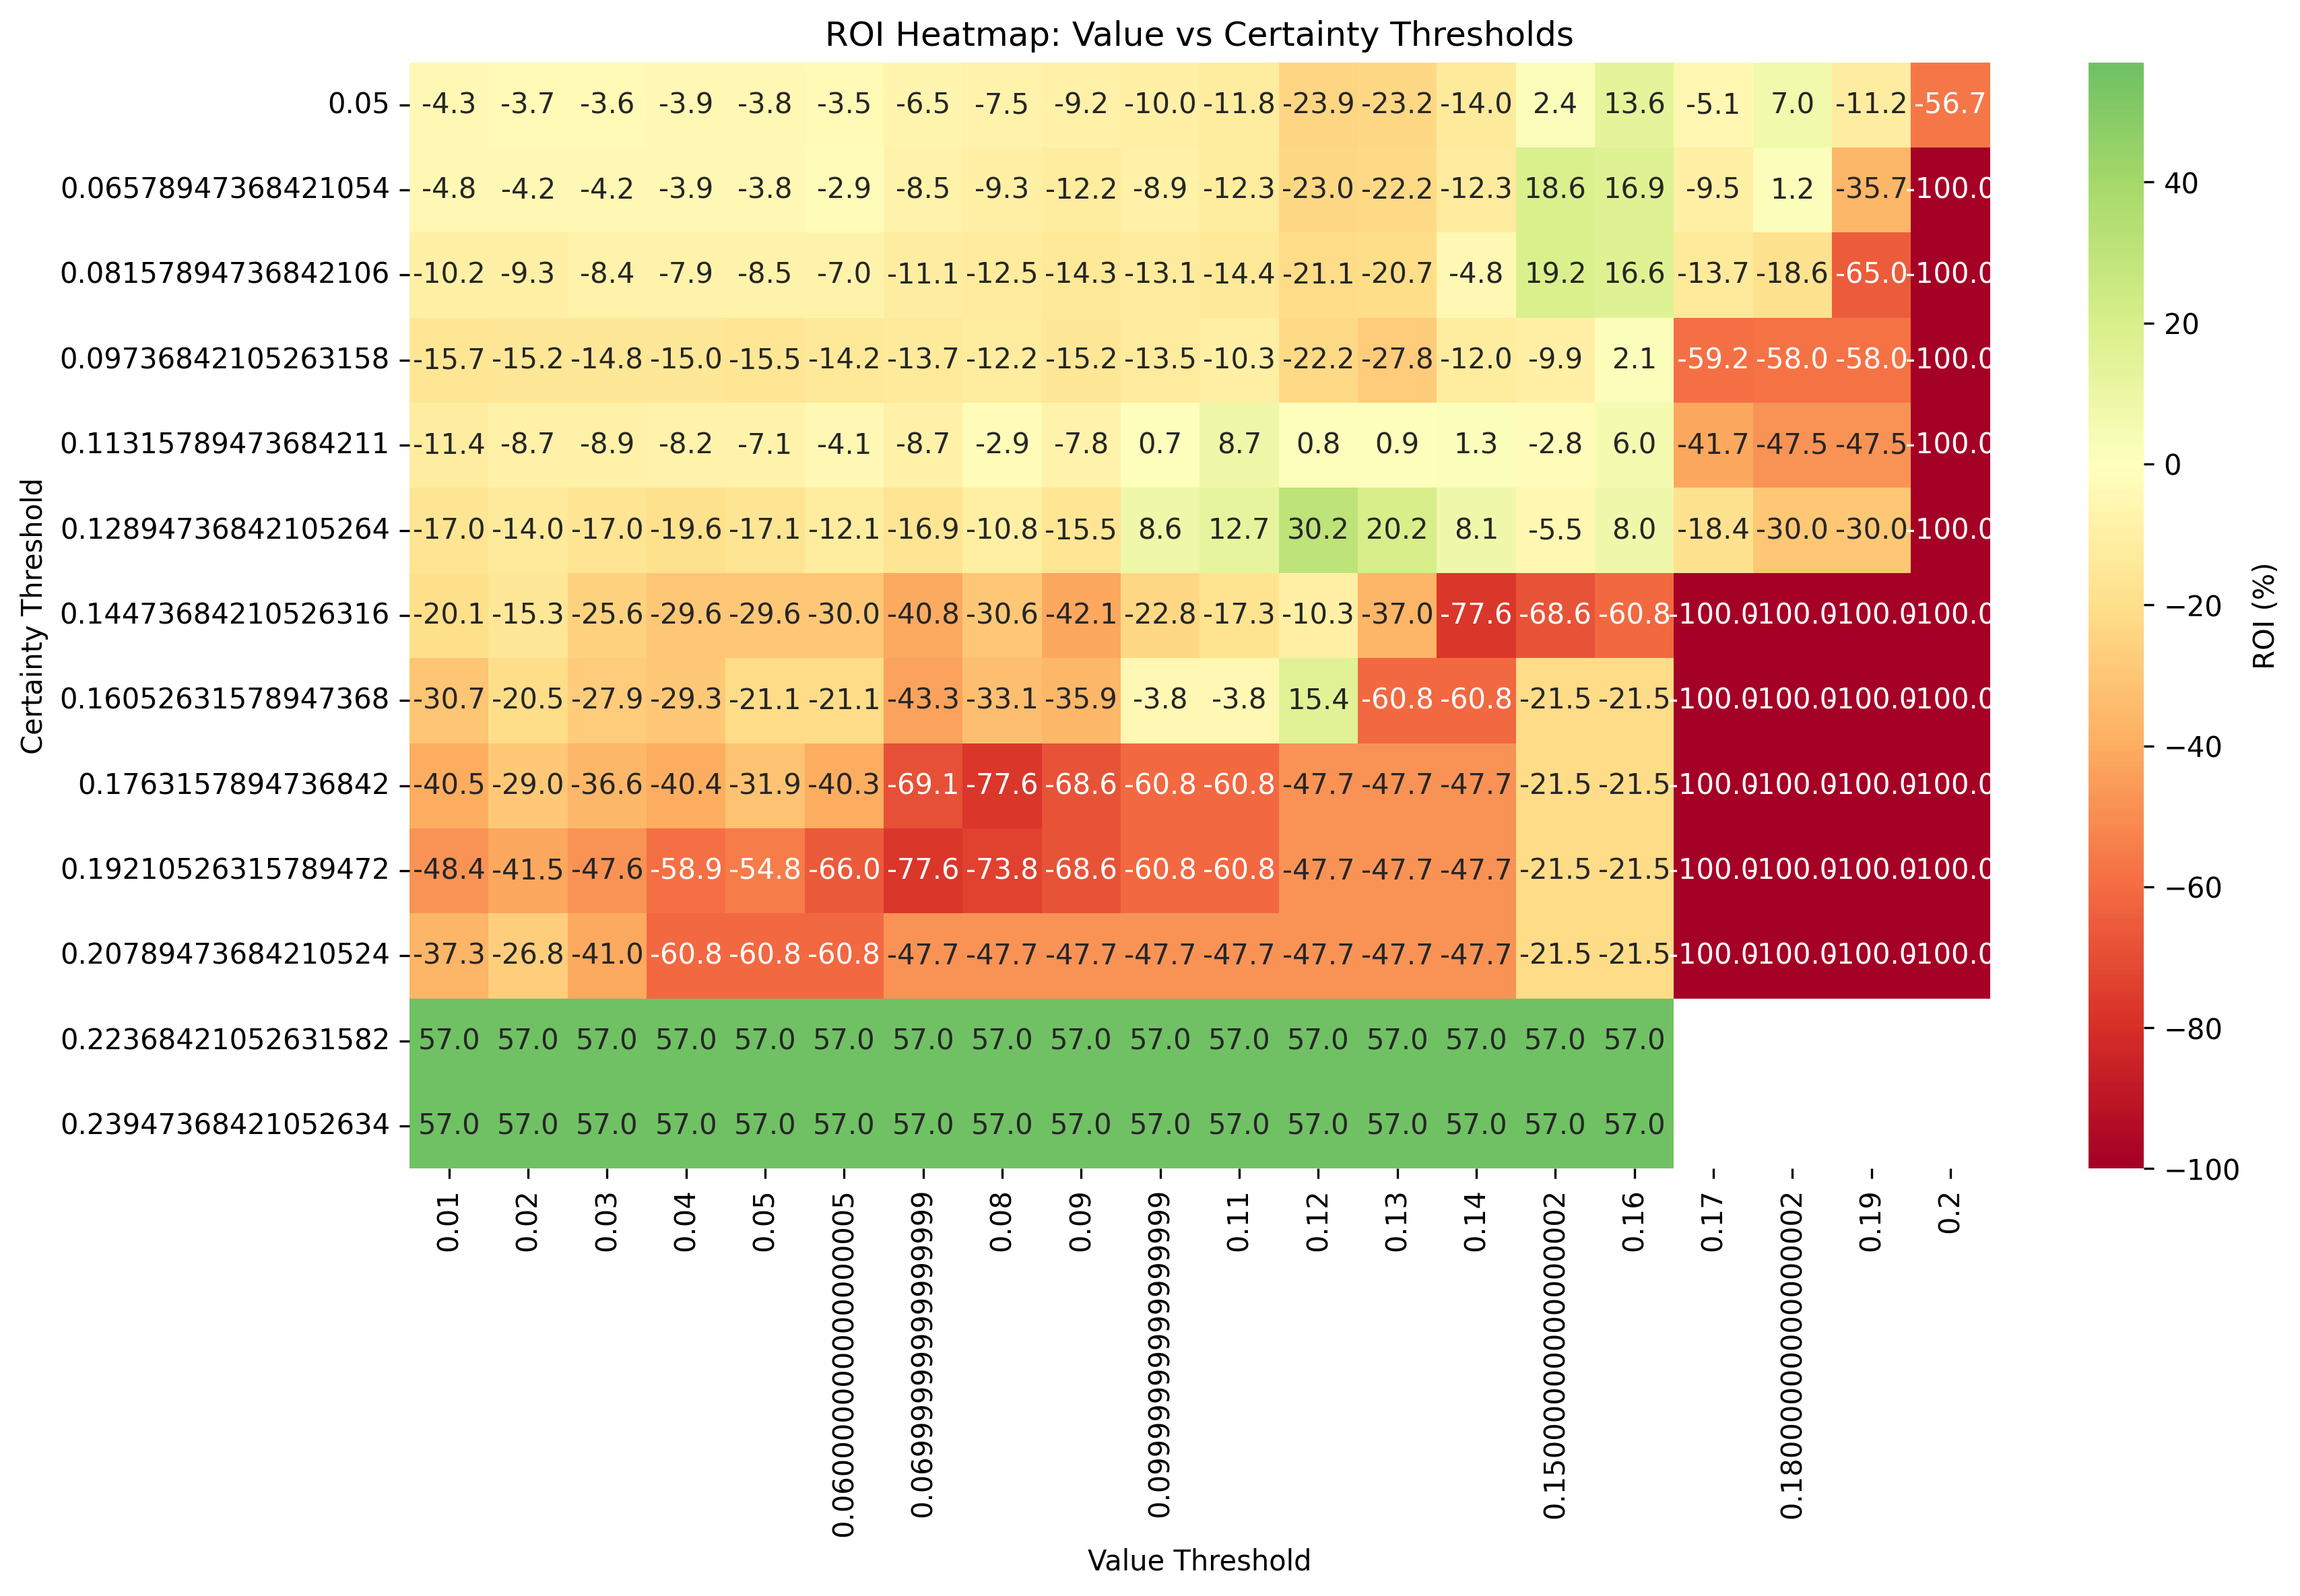 ROI Heatmap: Value vs Certainty Thresholds
0.05 -4.3 -3.7 -3.6 -3.9 -3.8 -3.5 -6.5 -7.5 -9.2 -10.0 -11.8 -23.9 -23.2 -14.0 2.4 13.6 -5.1 7.0 -11.2 -56.7
0.06578947368421054 -4.8 -4.2 -4.2 -3.9 -3.8 -2.9 -8.5 -9.3 -12.2 -8.9 -12.3 -23.0 -22.2 -12.3 18.6 16.9 -9.5 1.2 -35.7 -100.0
0.08157894736842106 -10.2 -9.3 -8.4 -7.9 -8.5 -7.0 -11.1 -12.5 -14.3 -13.1 -14.4 -21.1 -20.7 -4.8 19.2 16.6 -13.7 -18.6 -65.0 -100.0
0.09736842105263158 -15.7 -15.2 -14.8 -15.0 -15.5 -14.2 -13.7 -12.2 -15.2 -13.5 -10.3 -22.2 -27.8 -12.0 -9.9 2.1 -59.2 -58.0 -58.0 -100.0
0.11315789473684211 -11.4 -8.7 -8.9 -8.2 -7.1 -4.1 -8.7 -2.9 -7.8 0.7 8.7 0.8 0.9 1.3 -2.8 6.0 -41.7 -47.5 -47.5 -100.0
0.12894736842105264 -17.0 -14.0 -17.0 -19.6 -17.1 -12.1 -16.9 -10.8 -15.5 8.6 12.7 30.2 20.2 8.1 -5.5 8.0 -18.4 -30.0 -30.0 -100.0
0.14473684210526316 -20.1 -15.3 -25.6 -29.6 -29.6 -30.0 -40.8 -30.6 -42.1 -22.8 -17.3 -10.3 -37.0 -77.6 -68.6 -60.8 -100.0 -100.0 -100.0 -100.0
0.16052631578947368 -30.7 -20.5 -27.9 -29.3 -21.1 -21.1 -43.3 -33.1 -35.9 -3.8 -3.8 15.4 -60.8 -60.8 -21.5 -21.5 -100.0 -100.0 -100.0 -100.0
0.1763157894736842 -40.5 -29.0 -36.6 -40.4 -31.9 -40.3 -69.1 -77.6 -68.6 -60.8 -60.8 -47.7 -47.7 -47.7 -21.5 -21.5 -100.0 -100.0 -100.0 -100.0
0.19210526315789472 -48.4 -41.5 -47.6 -58.9 -54.8 -66.0 -77.6 -73.8 -68.6 -60.8 -60.8 -47.7 -47.7 -47.7 -21.5 -21.5 -100.0 -100.0 -100.0 -100.0
0.20789473684210524 -37.3 -26.8 -41.0 -60.8 -60.8 -60.8 -47.7 -47.7 -47.7 -47.7 -47.7 -47.7 -47.7 -47.7 -21.5 -21.5 -100.0 -100.0 -100.0 -100.0
0.22368421052631582 57.0 57.0 57.0 57.0 57.0 57.0 57.0 57.0 57.0 57.0 57.0 57.0 57.0 57.0 57.0 57.0
0.23947368421052634 57.0 57.0 57.0 57.0 57.0 57.0 57.0 57.0 57.0 57.0 57.0 57.0 57.0 57.0 57.0 57.0
Certainty Threshold
0.01
0.02
0.03
0.04
0.05
0.060000000000000005
0.06999999999999999
0.08
0.09
0.09999999999999999
0.11
0.12
0.13
0.14
0.15000000000000002
0.16
0.17
0.18000000000000002
0.19
0.2
Value Threshold
40
20
0
−20
−40
−60
−80
−100
ROI (%)